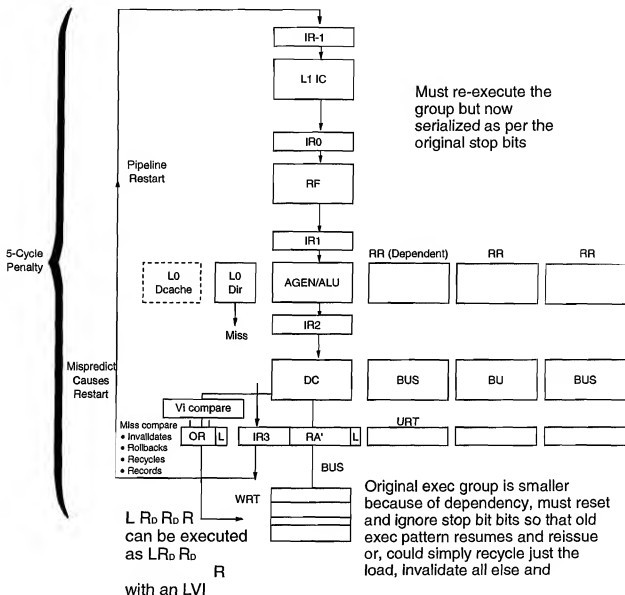 IR-1
L1 IC
Must re-execute the
group but now
serialized as per the
original stop bits
IR0
Pipeline
Restart
RF
5-Cycle
Penalty
IR1
RR (Dependent)
RR
RR
L0
Dcache
L0
Dir
AGEN/ALU
Miss
IR2
Mispredict
Causes
Restart
DC
BUS
BU
BUS
Vi compare
URT
Miss compare
• Invalidates
• Rollbacks
• Recycles
• Records
OR
L
IR3
RA'
L
BUS
WRT
L RD RD R
can be executed
as LRD RD
R
with an LVI
Original exec group is smaller
because of dependency, must reset
and ignore stop bit bits so that old
exec pattern resumes and reissue
or, could simply recycle just the
load, invalidate all else and